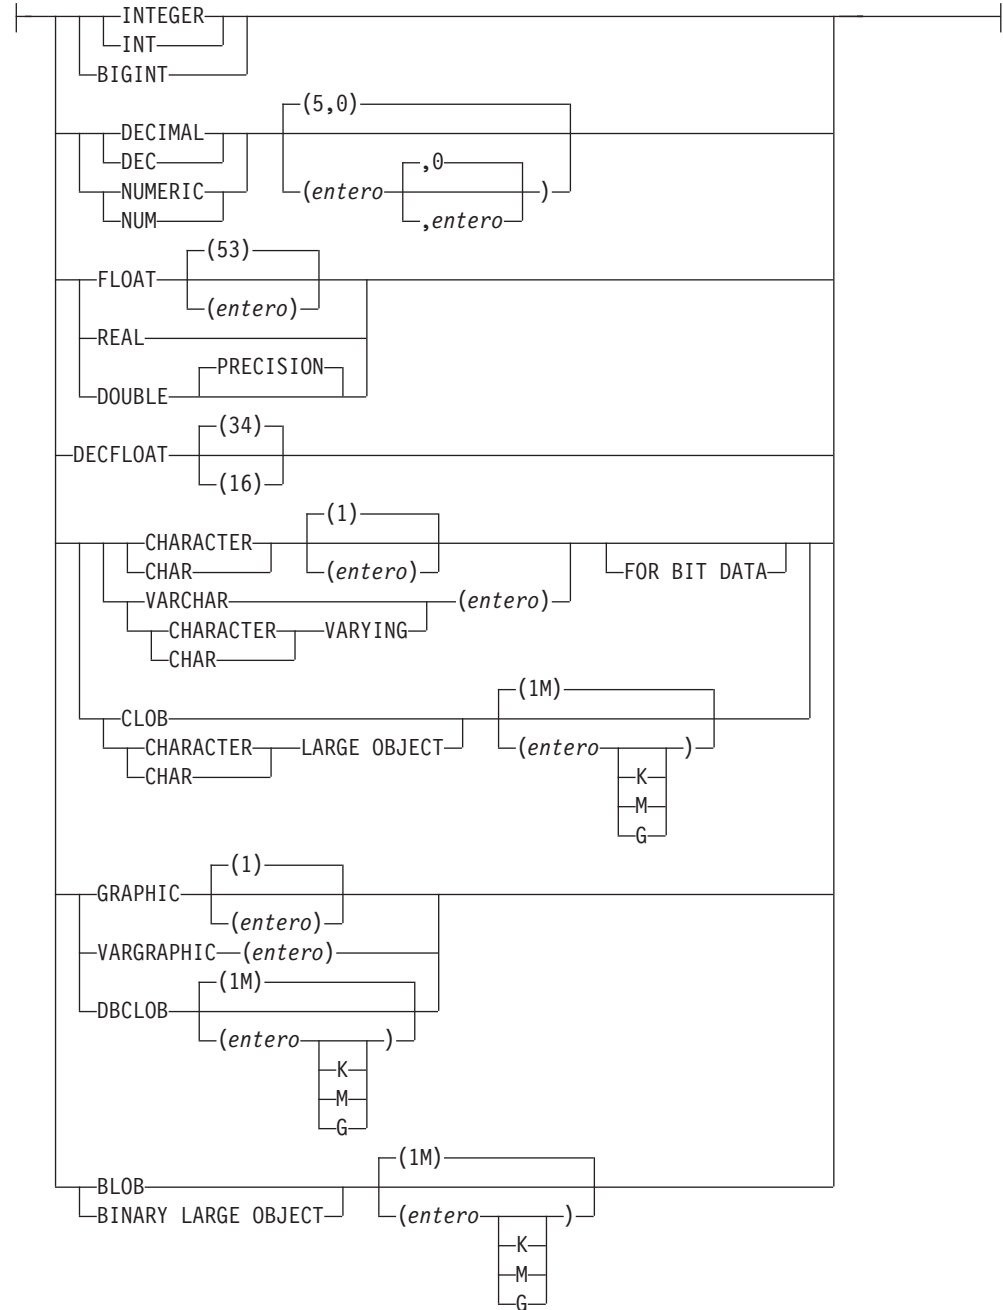 INTEGER
INT
BIGINT
(5,0)
DECIMAL
DEC ,0
NUMERIC (entero )
NUM ,entero
(53)
FLOAT
(entero)
REAL
PRECISION
DOUBLE
(34)
DECFLOAT
(16)
(1)
CHARACTER
CHAR (entero) FOR BIT DATA
VARCHAR (entero)
CHARACTER VARYING
CHAR
(1M)
CLOB
CHARACTER LARGE OBJECT (entero )
CHAR K
M
G
(1)
GRAPHIC
(entero)
VARGRAPHIC (entero)
(1M)
DBCLOB
(entero )
K
M
G
(1M)
BLOB
BINARY LARGE OBJECT (entero )
K
M
G